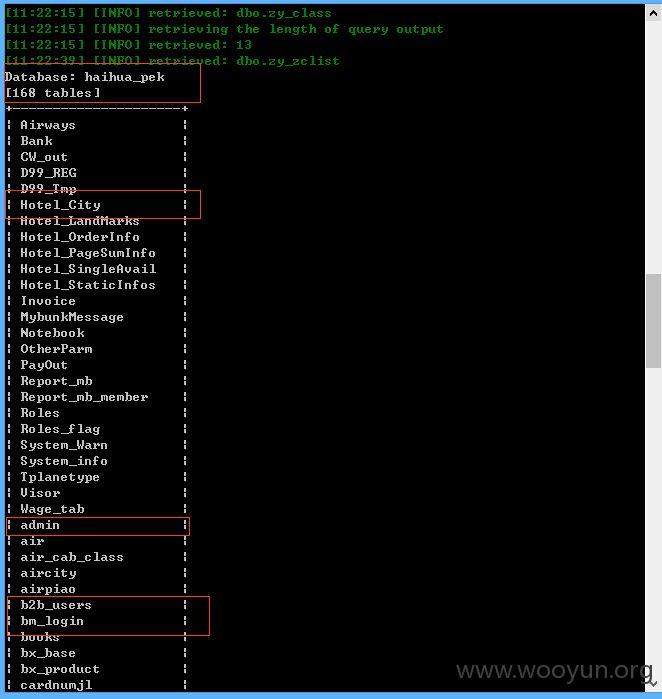 [11:22:15] [INFO] retrieved: dbo.zy_class
[11:22:15] [INFO] retrieving the length of query output
[11:22:15] [INFO] retrieved: 13
[11:22:39] [INFO] retrieved: dbo.zy_zclist
Database: haihua_pek
[168 tables]
+----------------------+
¦ Airways ¦
¦ Bank ¦
¦ CW_out ¦
¦ D99_REG ¦
¦ D99_Tmp ¦
¦ Hotel_City ¦
¦ Hotel_LandMarks ¦
¦ Hotel_OrderInfo ¦
¦ Hotel_PageSumInfo ¦
¦ Hotel_SingleAvail ¦
¦ Hotel_StaticInfos ¦
¦ Invoice ¦
¦ MybunkMessage ¦
¦ Notebook ¦
¦ OtherParm ¦
¦ PayOut ¦
¦ Report_mb ¦
¦ Report_mb_member ¦
¦ Roles ¦
¦ Roles_flag ¦
¦ System_Warn ¦
¦ System_info ¦
¦ Tplanetype ¦
¦ Visor ¦
¦ Wage_tab ¦
¦ admin ¦
¦ air ¦
¦ air_cab_class ¦
¦ aircity ¦
¦ airpiao ¦
¦ b2b_users ¦
¦ bm_login ¦
¦ books ¦
¦ bx_base ¦
¦ bx_product ¦
¦ cardnumjl ¦
www.wooyun.org